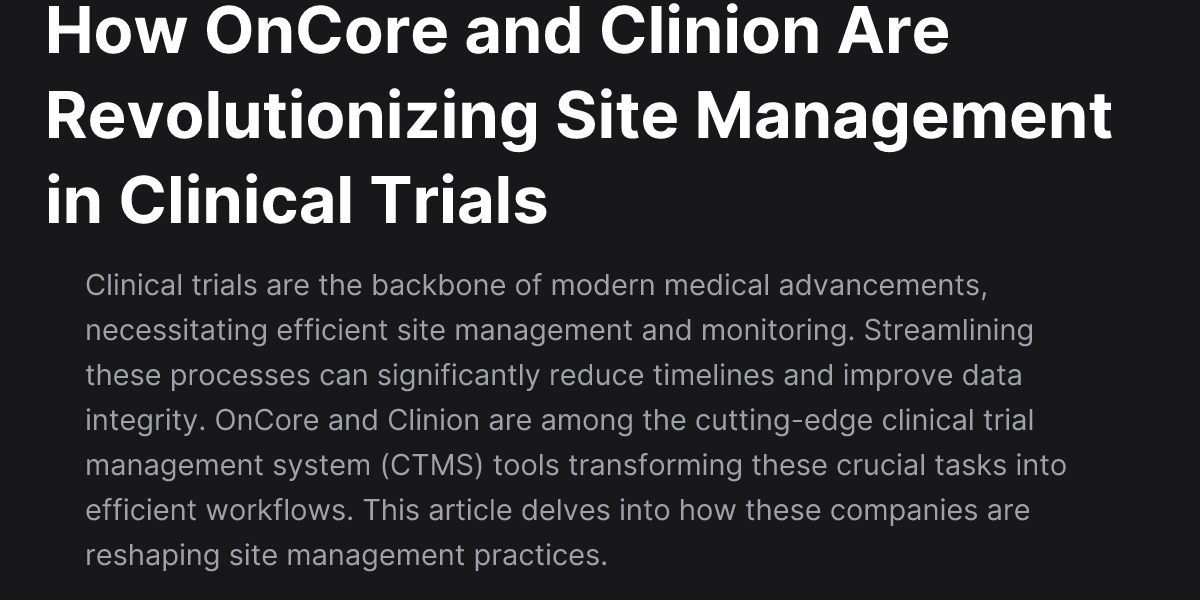 How OnCore and Clinion Are
Revolutionizing Site Management
in Clinical Trials
Clinical trials are the backbone of modern medical advancements,
necessitating efficient site management and monitoring. Streamlining
these processes can significantly reduce timelines and improve data
integrity. OnCore and Clinion are among the cutting-edge clinical trial
management system (CTMS) tools transforming these crucial tasks into
efficient workflows. This article delves into how these companies are
reshaping site management practices.